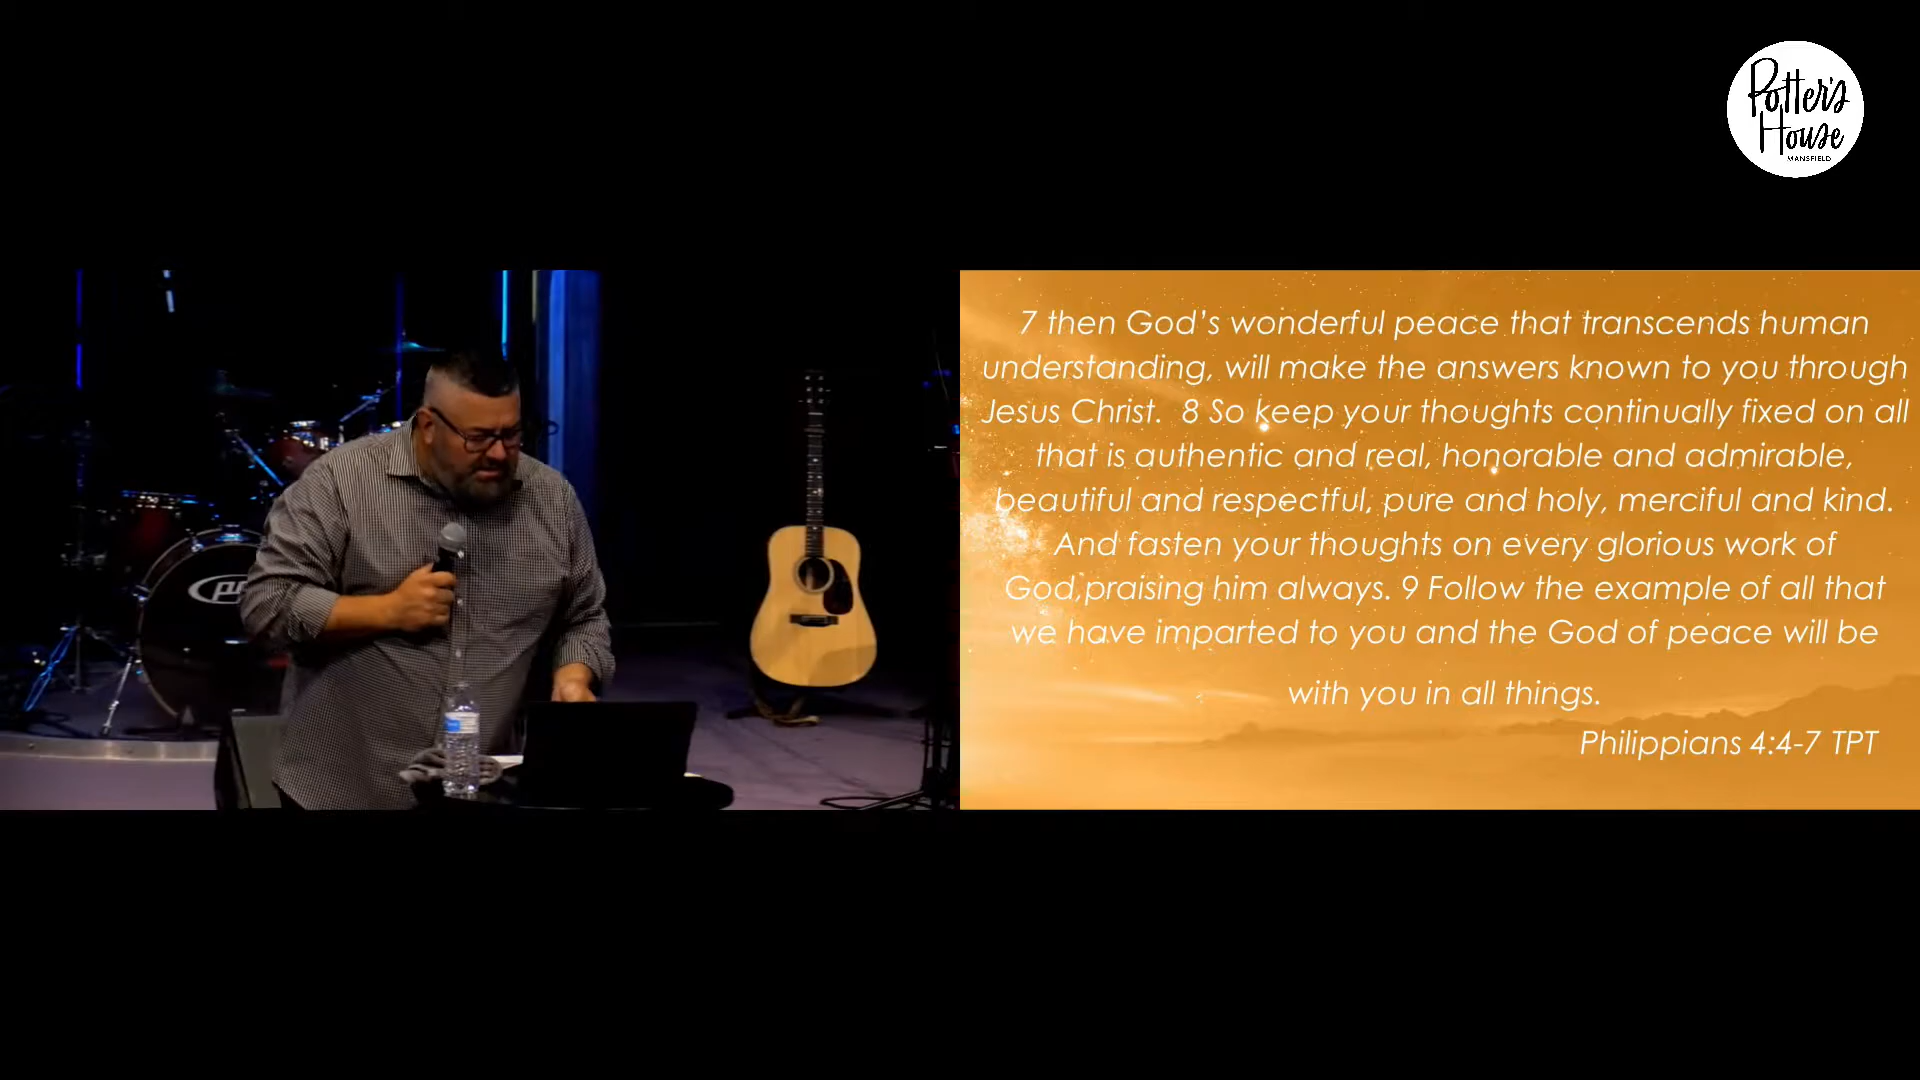 Potter's
House
MANSFIELD
7 then God's wonderful peace that transcends human
understanding, will make the answers known to you through
Jesus Christ.  8 So keep your thoughts continually fixed on all
that is authentic and real, honorable and admirable,
beautiful and respectful, pure and holy, merciful and kind.
And fasten your thoughts on every glorious work of
God,praising him always. 9 Follow the example of all that
we have imparted to you and the God of peace will be
with you in all things.
Philippians 4:4-7 TPT